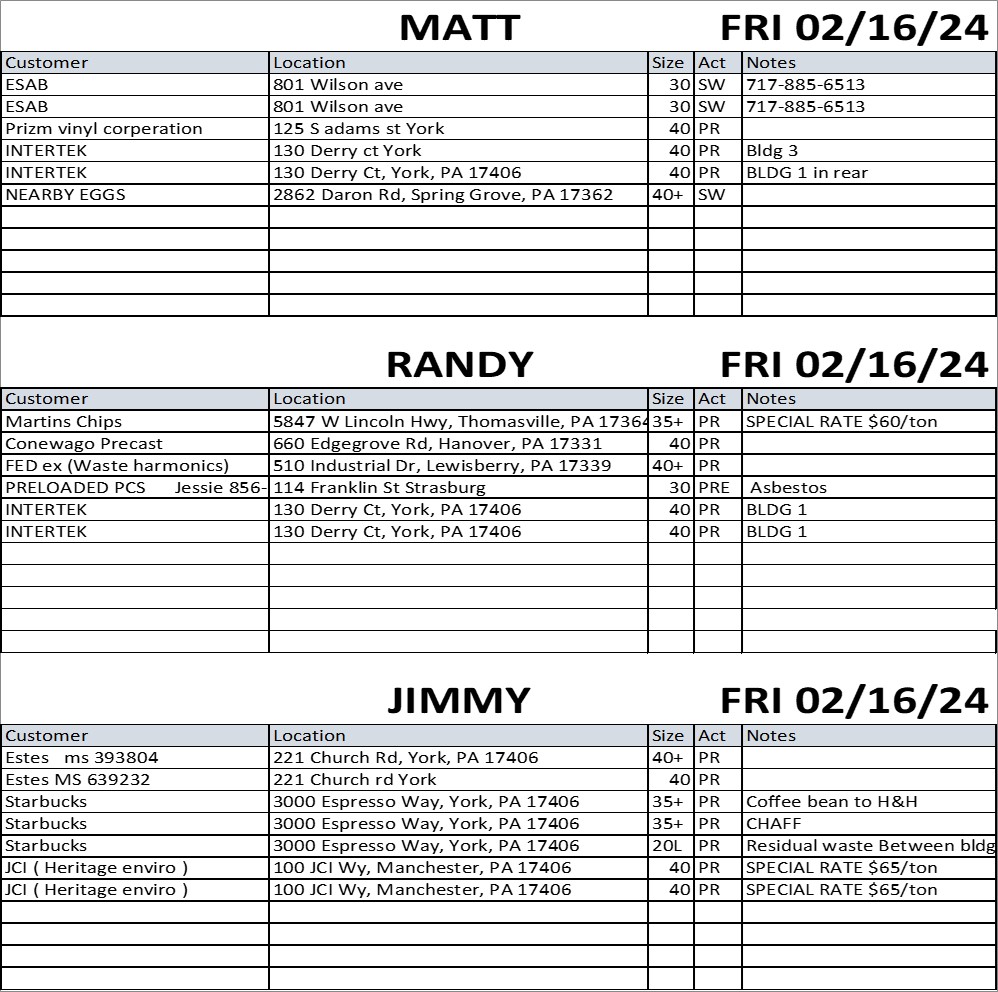 MATT FRI 02/16/24
Customer Location Size Act Notes
ESAB 801 Wilson ave 30 SW 717-885-6513
ESAB 801 Wilson ave 30 SW 717-885-6513
Prizm vinyl corperation 125 S adams st York 40 PR
INTERTEK 130 Derry ct York 40 PR Bldg 3
INTERTEK 130 Derry Ct, York, PA 17406 40 PR BLDG 1 in rear
NEARBY EGGS 2862 Daron Rd, Spring Grove, PA 17362 40+ SW
RANDY FRI 02/16/24
Customer Location Size Act Notes
Martins Chips 5847 W Lincoln Hwy, Thomasville, PA 17364 35+ PR SPECIAL RATE $60/ton
Conewago Precast 660 Edgegrove Rd, Hanover, PA 17331 40 PR
FED ex (Waste harmonics) 510 Industrial Dr, Lewisberry, PA 17339 40+ PR
PRELOADED PCS Jessie 856- 114 Franklin St Strasburg 30 PRE Asbestos
INTERTEK 130 Derry Ct, York, PA 17406 40 PR BLDG 1
INTERTEK 130 Derry Ct, York, PA 17406 40 PR BLDG 1
JIMMY FRI 02/16/24
Customer Location Size Act Notes
Estes ms 393804 221 Church Rd, York, PA 17406 40+ PR
Estes MS 639232 221 Church rd York 40 PR
Starbucks 3000 Espresso Way, York, PA 17406 35+ PR Coffee bean to H&H
Starbucks 3000 Espresso Way, York, PA 17406 35+ PR CHAFF
Starbucks 3000 Espresso Way, York, PA 17406 20L PR Residual waste Between bldg
JCI ( Heritage enviro ) 100 JCI Wy, Manchester, PA 17406 40 PR SPECIAL RATE $65/ton
JCI ( Heritage enviro ) 100 JCI Wy, Manchester, PA 17406 40 PR SPECIAL RATE $65/ton